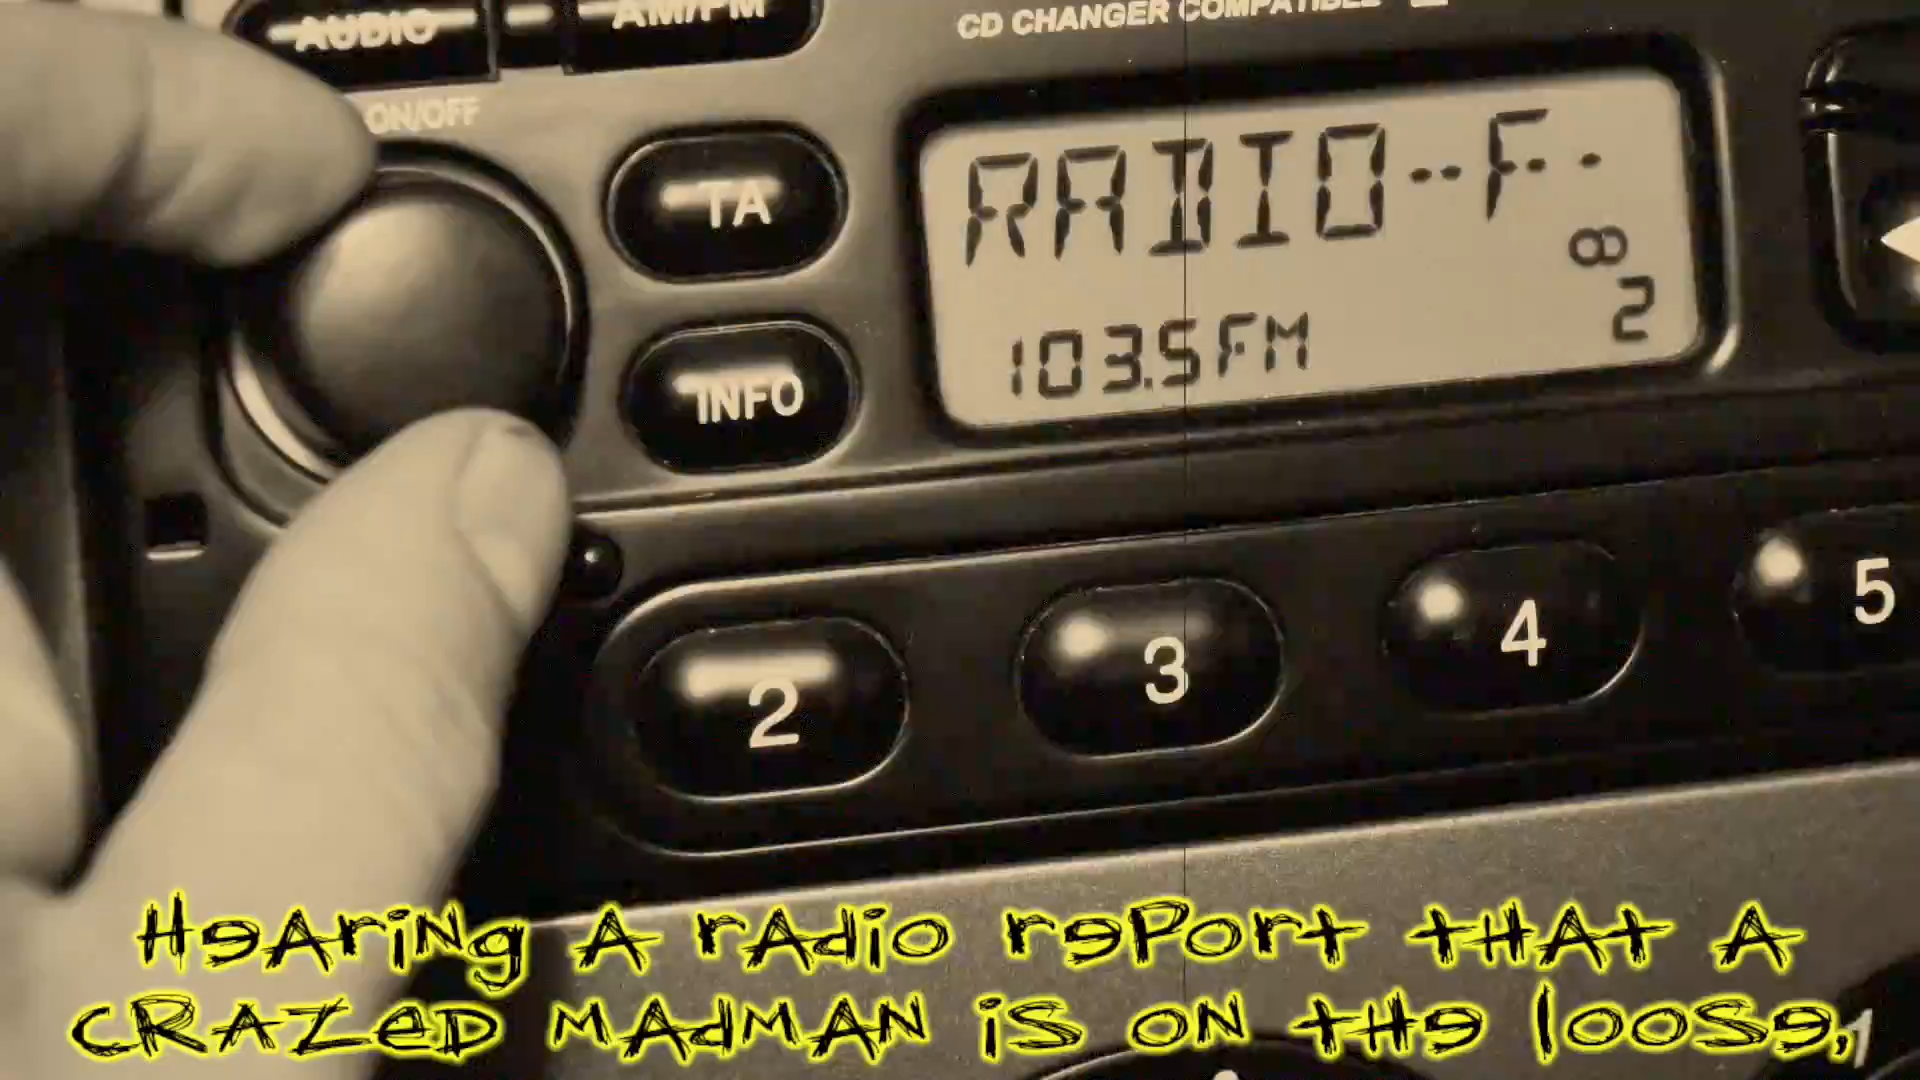 AUDIO
AM/FM
CD CHANGER COMPATIBLE
ON/OFF
TA
RADIO--F--
INFO
103.5FM
2
2
3
4
5
HeAriNg A rAdio rePort tHAt A
CRAZeD MAdMAN iS ON tHe looSe,
1